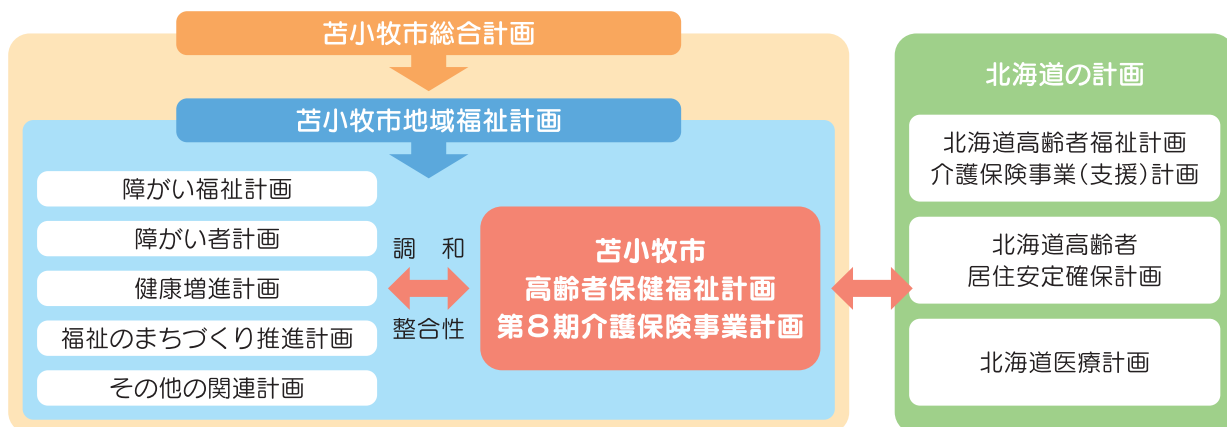 苫小牧市総合計画
苫小牧市地域福祉計画
障がい福祉計画
障がい者計画
健康増進計画
福祉のまちづくり推進計画
その他の関連計画
調 和
整合性
苫小牧市
高齢者保健福祉計画
第8期介護保険事業計画
北海道の計画
北海道高齢者福祉計画
介護保険事業(支援)計画
北海道高齢者
居住安定確保計画
北海道医療計画